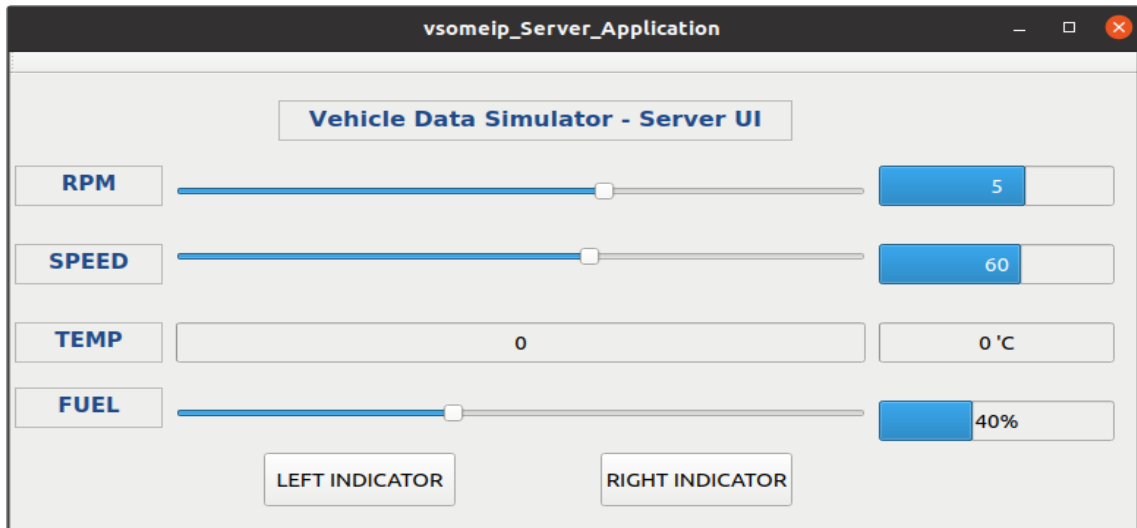 vsomeip_Server_Application
Vehicle Data Simulator - Server UI
RPM 5
SPEED 60
TEMP 0 0 'C
FUEL 40%
LEFT INDICATOR RIGHT INDICATOR